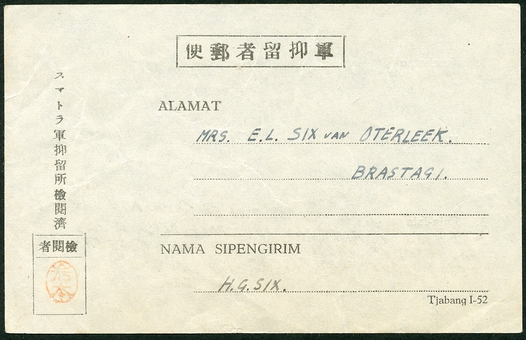 軍抑留者郵便
スマトラ軍抑留所檢閲濟
ALAMAT
MRS. E.L. SIX VAN OTERLEEK.
BRASTAGI.
檢閲者
NAMA SIPENGIRIM
H.G. SIX.
Tjabang I-52